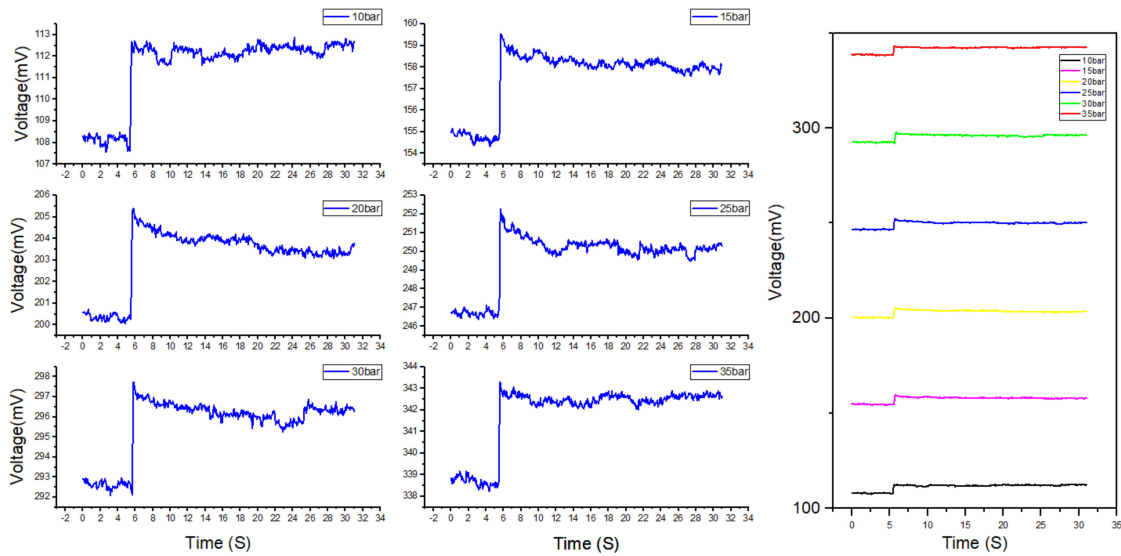 10bar
Voltage(mV)
113
112
111
110
109
108
107
-2 0 2 4 6 8 10 12 14 16 18 20 22 24 26 28 30 32 34
15bar
160
159
158
157
156
155
154
-2 0 2 4 6 8 10 12 14 16 18 20 22 24 26 28 30 32 34
20bar
Voltage(mV)
206
205
204
203
202
201
200
-2 0 2 4 6 8 10 12 14 16 18 20 22 24 26 28 30 32 34
25bar
253
252
251
250
249
248
247
246
-2 0 2 4 6 8 10 12 14 16 18 20 22 24 26 28 30 32 34
30bar
Voltage(mV)
298
297
296
295
294
293
292
-2 0 2 4 6 8 10 12 14 16 18 20 22 24 26 28 30 32 34
Time (S)
35bar
344
343
342
341
340
339
338
-2 0 2 4 6 8 10 12 14 16 18 20 22 24 26 28 30 32 34
Time (S)
10bar
15bar
20bar
25bar
30bar
35bar
Voltage(mV)
300
200
100
0 5 10 15 20 25 30 35
Time (S)